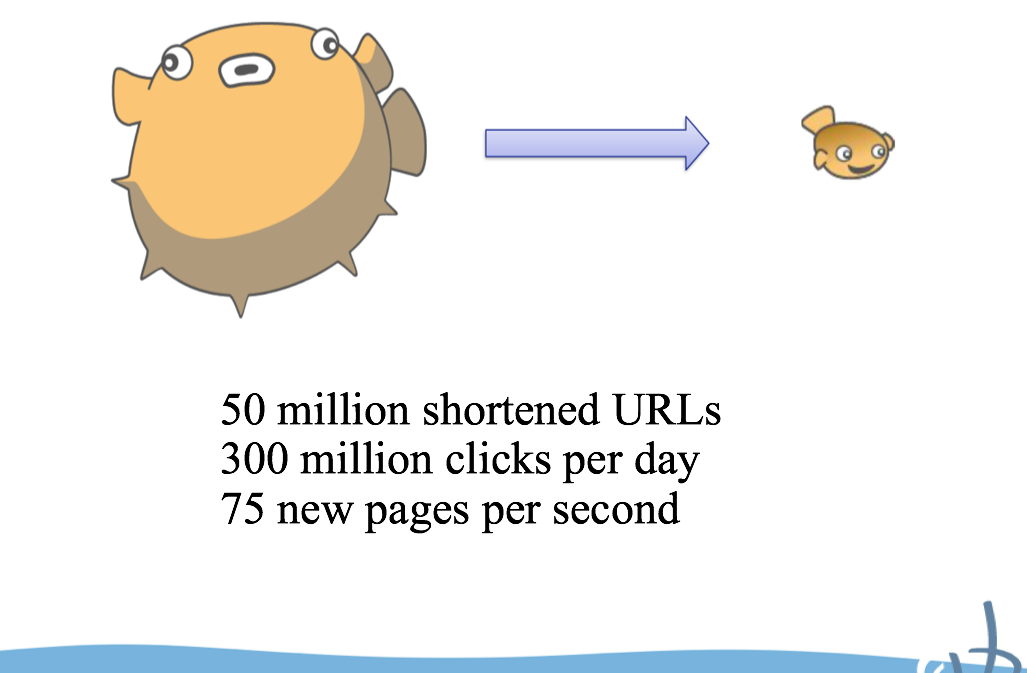 50 million shortened URLs
300 million clicks per day
75 new pages per second